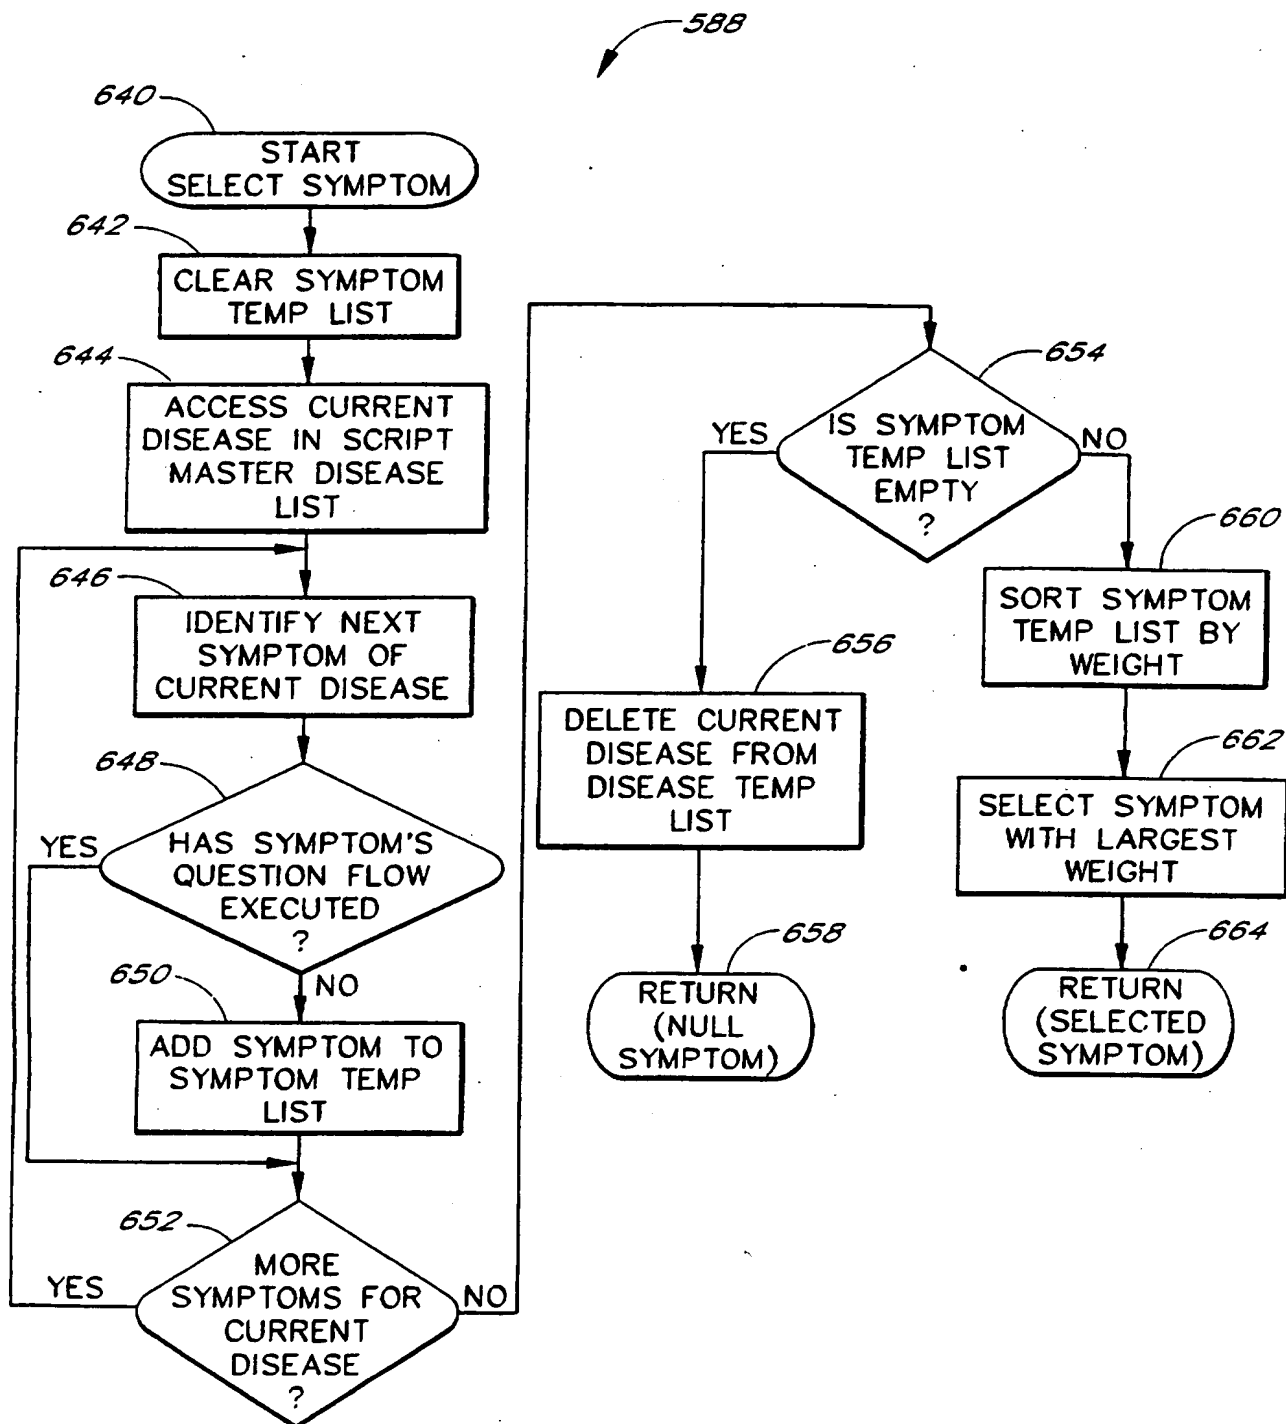 588
640
START
SELECT SYMPTOM
642
CLEAR SYMPTOM
TEMP LIST
644
ACCESS CURRENT
DISEASE IN SCRIPT
MASTER DISEASE
LIST
646
IDENTIFY NEXT
SYMPTOM OF
CURRENT DISEASE
648
YES
HAS SYMPTOM'S
QUESTION FLOW
EXECUTED
?
NO
650
ADD SYMPTOM TO
SYMPTOM TEMP
LIST
652
YES
MORE
SYMPTOMS FOR
CURRENT
DISEASE
?
NO
654
YES
IS SYMPTOM
TEMP LIST
EMPTY
?
NO
656
DELETE CURRENT
DISEASE FROM
DISEASE TEMP
LIST
658
RETURN
(NULL
SYMPTOM)
660
SORT SYMPTOM
TEMP LIST BY
WEIGHT
662
SELECT SYMPTOM
WITH LARGEST
WEIGHT
664
RETURN
(SELECTED
SYMPTOM)